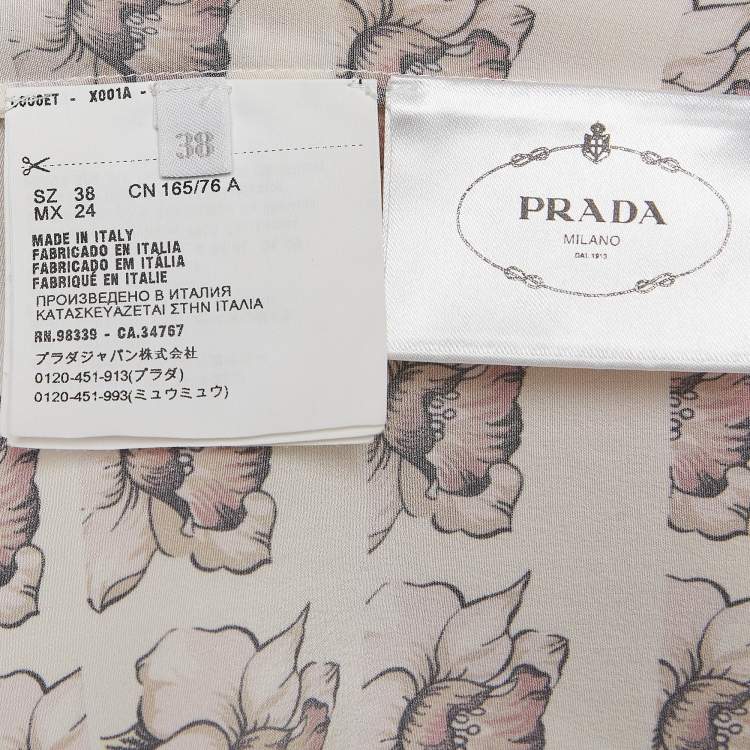 X001A -
38
SZ 38 CN 165/76 A
MX 24
MADE IN ITALY
FABRICADO EN ITALIA
FABRICADO EM ITALIA
FABRIQUÉ EN ITALIE
ПРОИЗВЕДЕНО В ИТАЛИЯ
ΚΑΤΑΣΚΕΥΑΖΕΤΑΙ ΣΤΗΝ ΙΤΑΛΙΑ
RN.98339 - CA.34767
プラダジャパン株式会社
0120-451-913(プラダ)
0120-451-993(ミュウミュウ)
PRADA
MILANO
DAL 1913